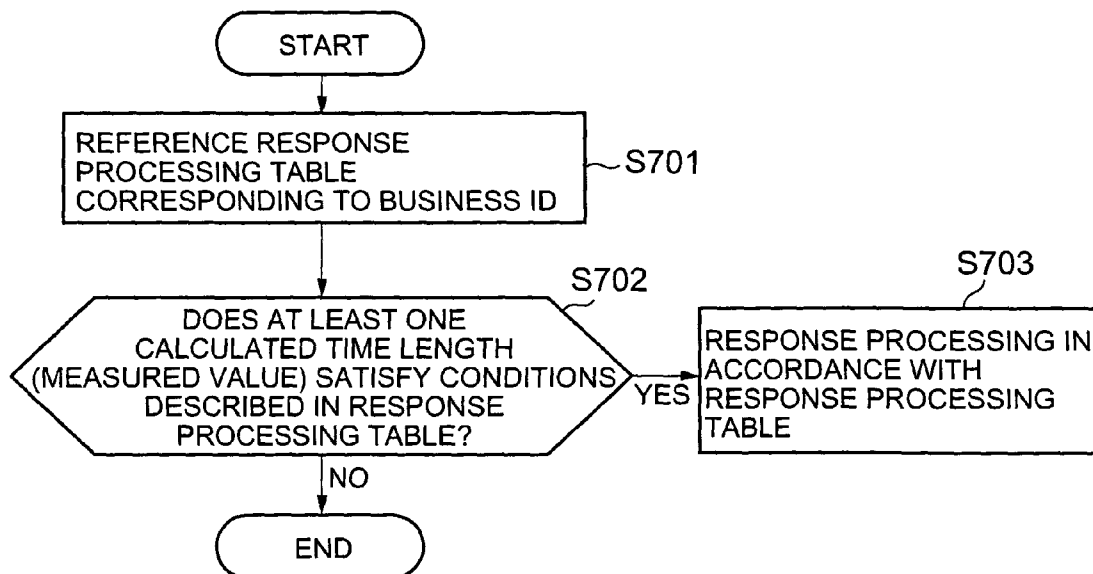 START
REFERENCE RESPONSE
PROCESSING TABLE
CORRESPONDING TO BUSINESS ID
S701
S702
DOES AT LEAST ONE
CALCULATED TIME LENGTH
(MEASURED VALUE) SATISFY CONDITIONS
DESCRIBED IN RESPONSE
PROCESSING TABLE?
YES
S703
RESPONSE PROCESSING IN
ACCORDANCE WITH
RESPONSE PROCESSING
TABLE
NO
END